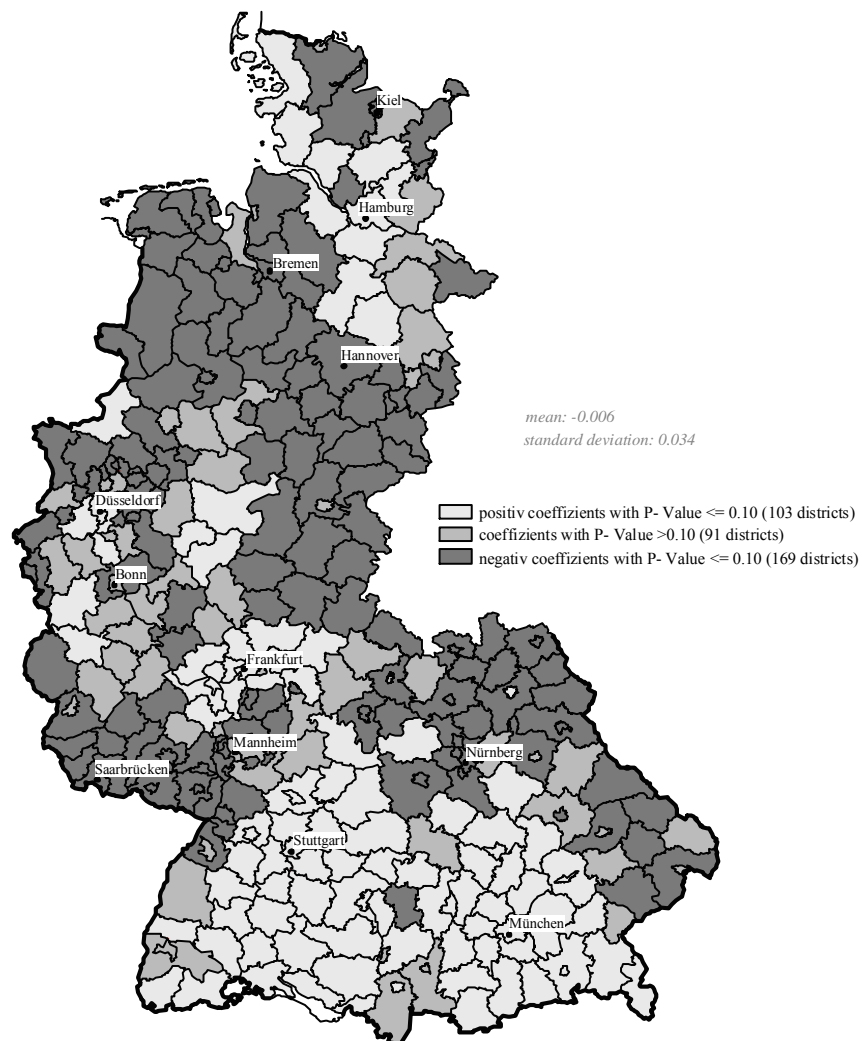 Kiel
Hamburg
Bremen
Hannover
mean: -0.006
standard deviation: 0.034
Düsseldorf
positiv coeffizients with P- Value <= 0.10 (103 districts)
coeffizients with P- Value >0.10 (91 districts)
negativ coeffizients with P- Value <= 0.10 (169 districts)
Bonn
Frankfurt
Mannheim
Nürnberg
Saarbrücken
Stuttgart
München